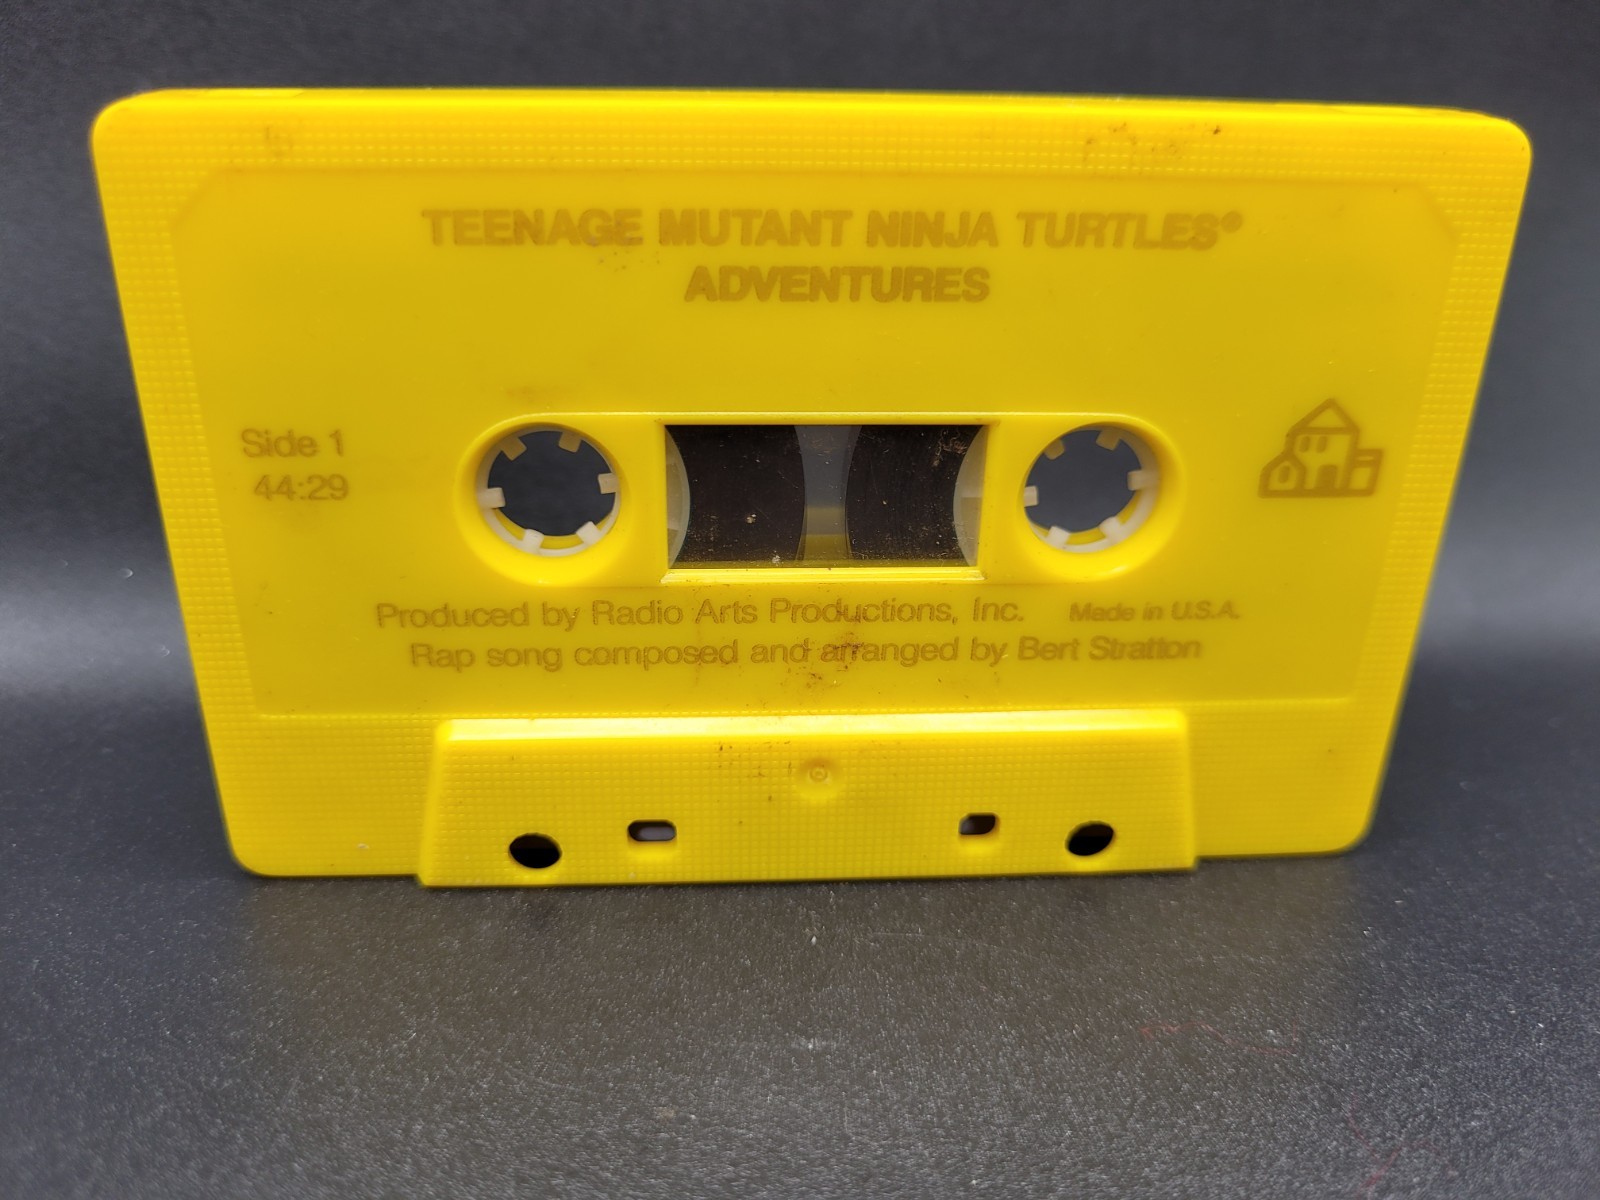 TEENAGE MUTANT NINJA TURTLES®
ADVENTURES
Side 1
44:29
Produced by Radio Arts Productions, Inc. Made in U.S.A.
Rap song composed and arranged by Bert Stratton